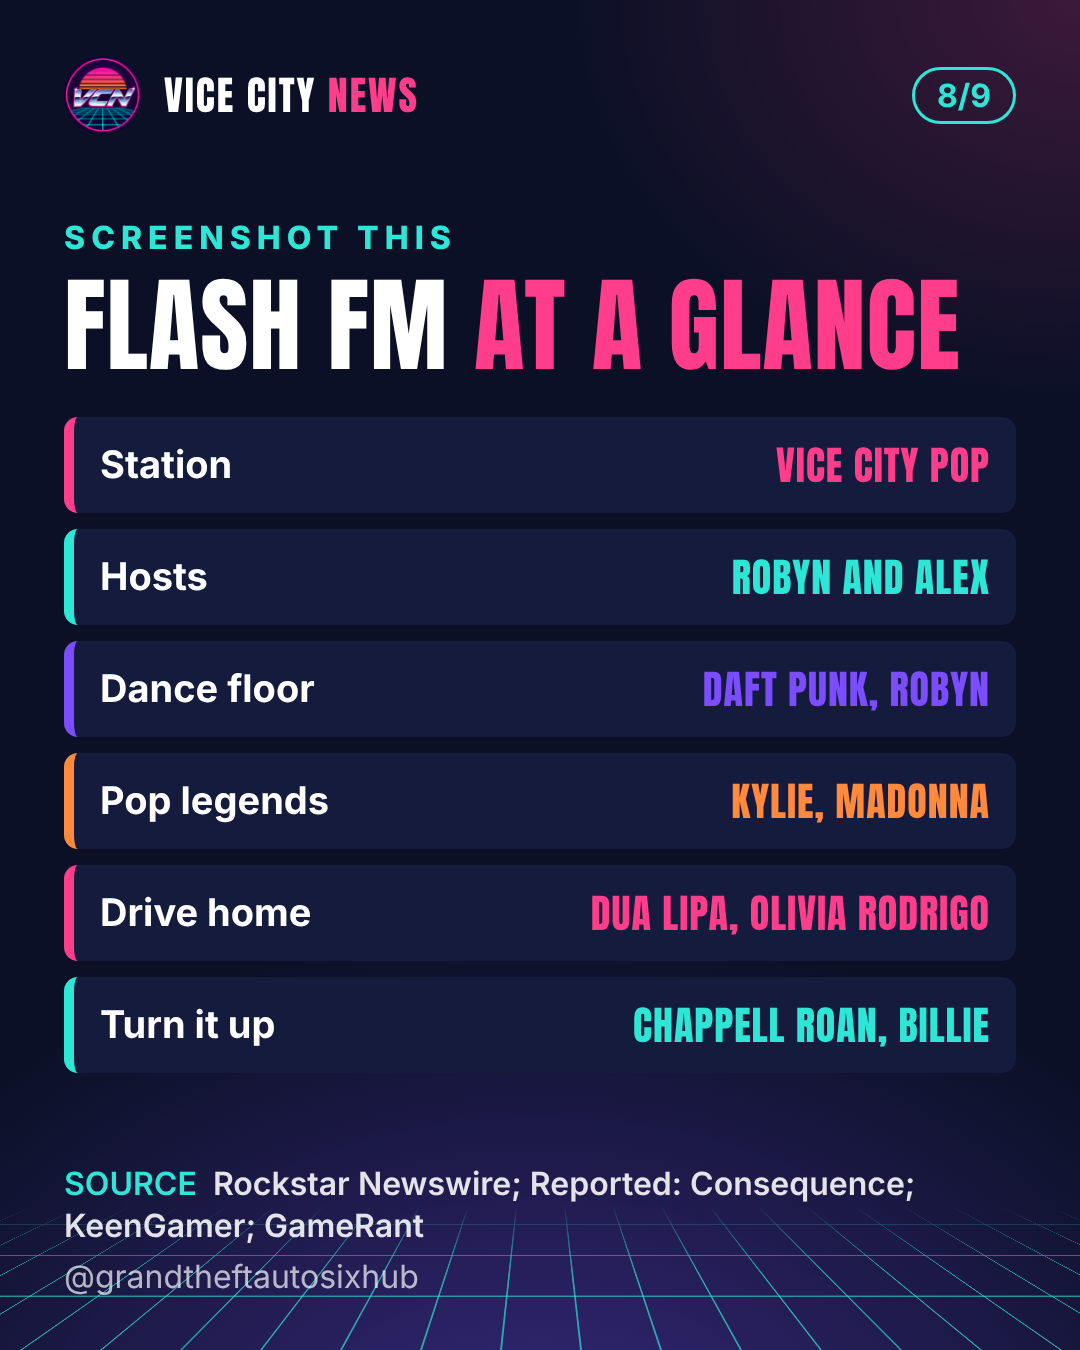 VCN
VICE CITY NEWS
8/9
SCREENSHOT THIS
FLASH FM AT A GLANCE
Station VICE CITY POP
Hosts ROBYN AND ALEX
Dance floor DAFT PUNK, ROBYN
Pop legends KYLIE, MADONNA
Drive home DUA LIPA, OLIVIA RODRIGO
Turn it up CHAPPELL ROAN, BILLIE
SOURCE Rockstar Newswire; Reported: Consequence;
KeenGamer; GameRant
@grandtheftautosixhub